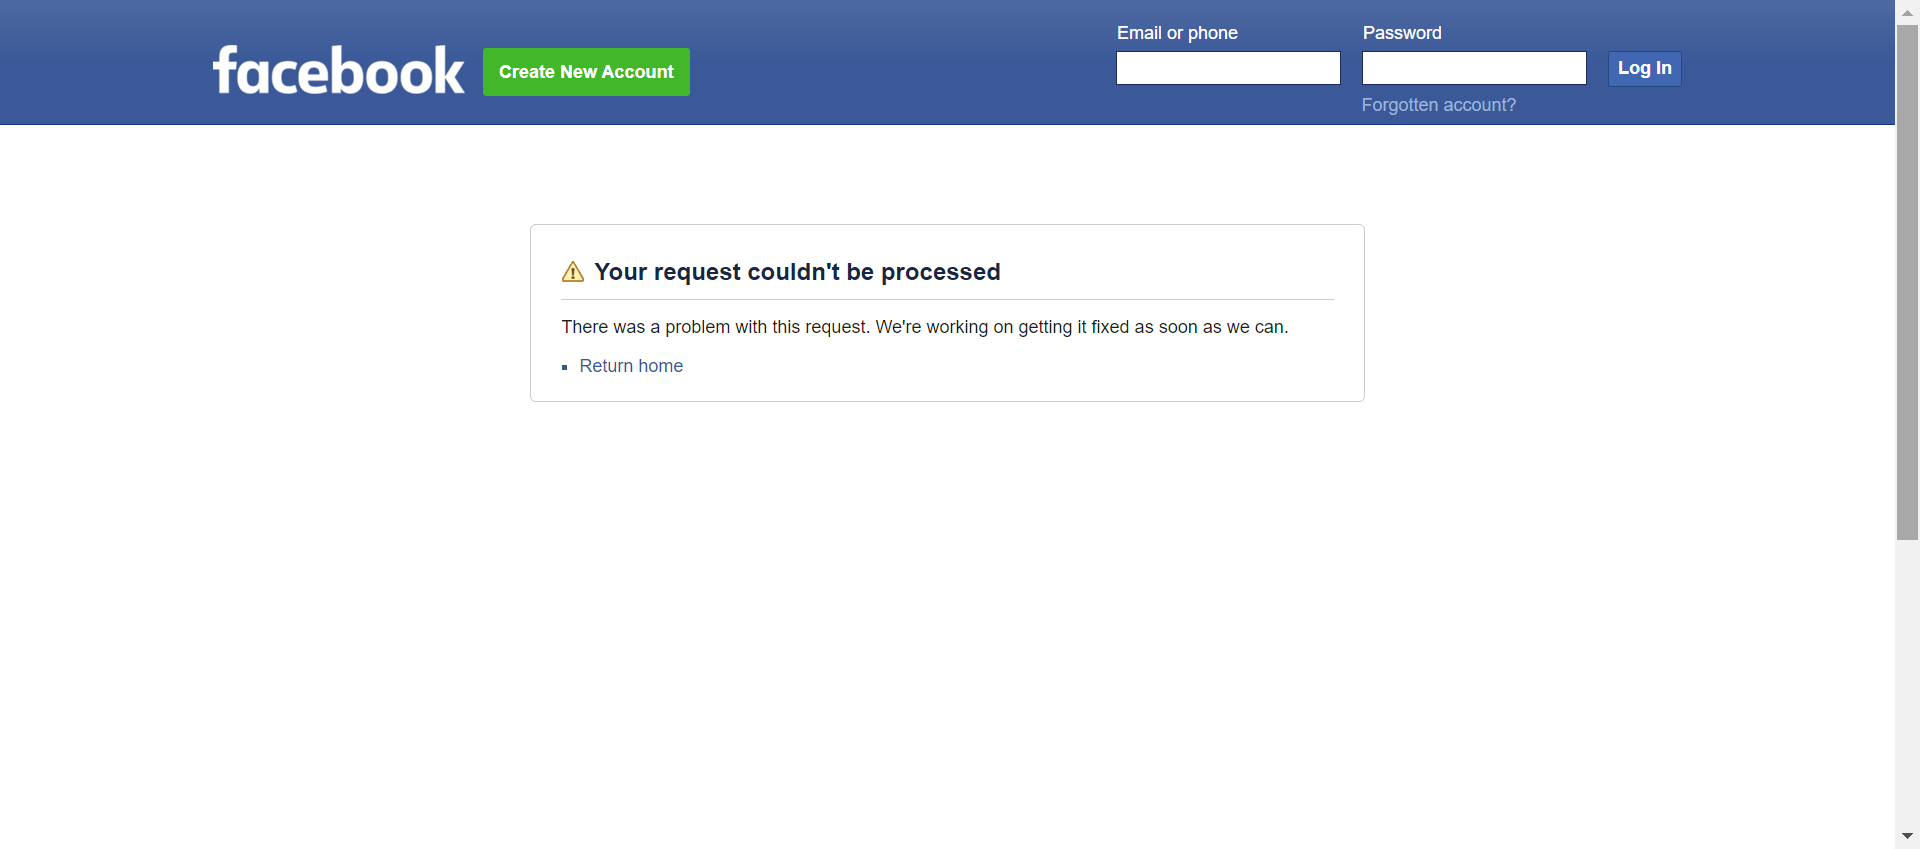 facebook
Create New Account
Email or phone
Password
Log In
Forgotten account?
Your request couldn't be processed
There was a problem with this request. We're working on getting it fixed as soon as we can.
Return home